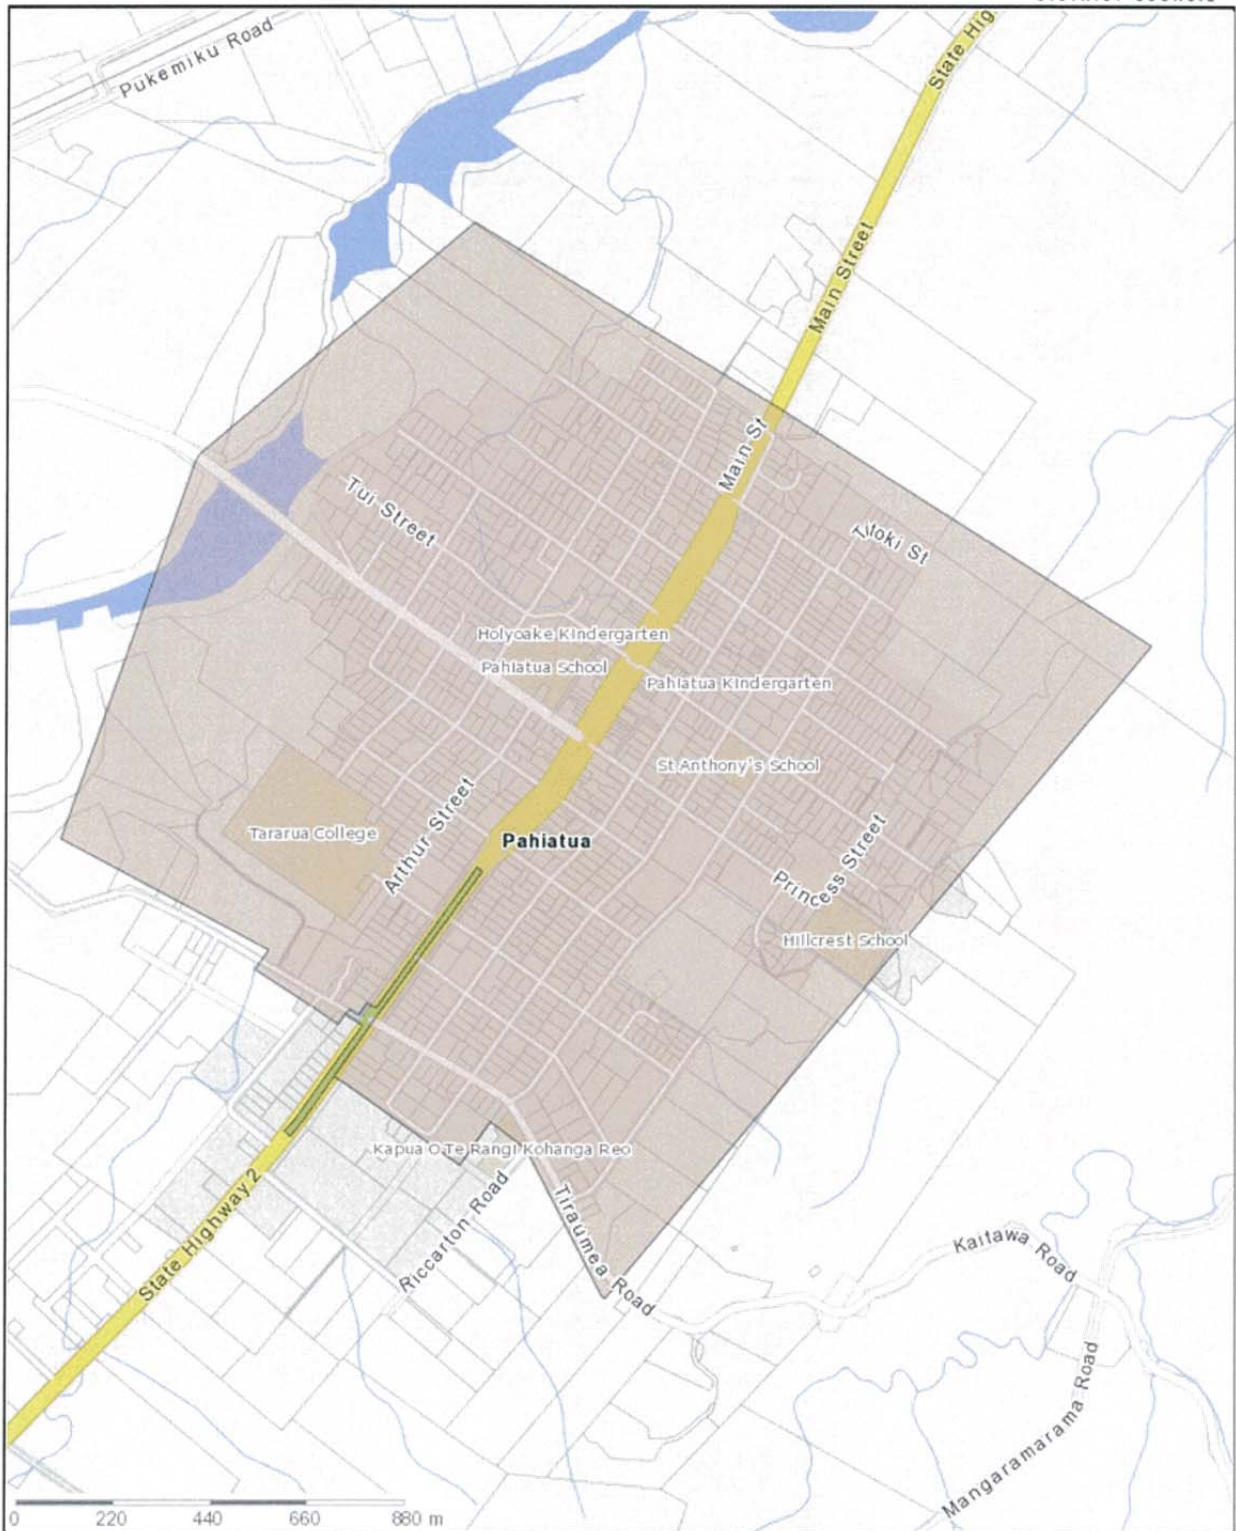 Pukemiku Road
State Hig
Main Street
Main St
Tui Street
Titoki St
Holyoake Kindergarten
Pahiatua School
Pahiatua Kindergarten
St Anthony's School
Tararua College
Arthur Street
Pahiatua
Princess Street
Hillcrest School
Kapua O Te Rangi Kohanga Reo
State Highway 2
Riccarton Road
Tiraumea Road
Kaitawa Road
Mangaramarama Road
0 220 440 660 880 m